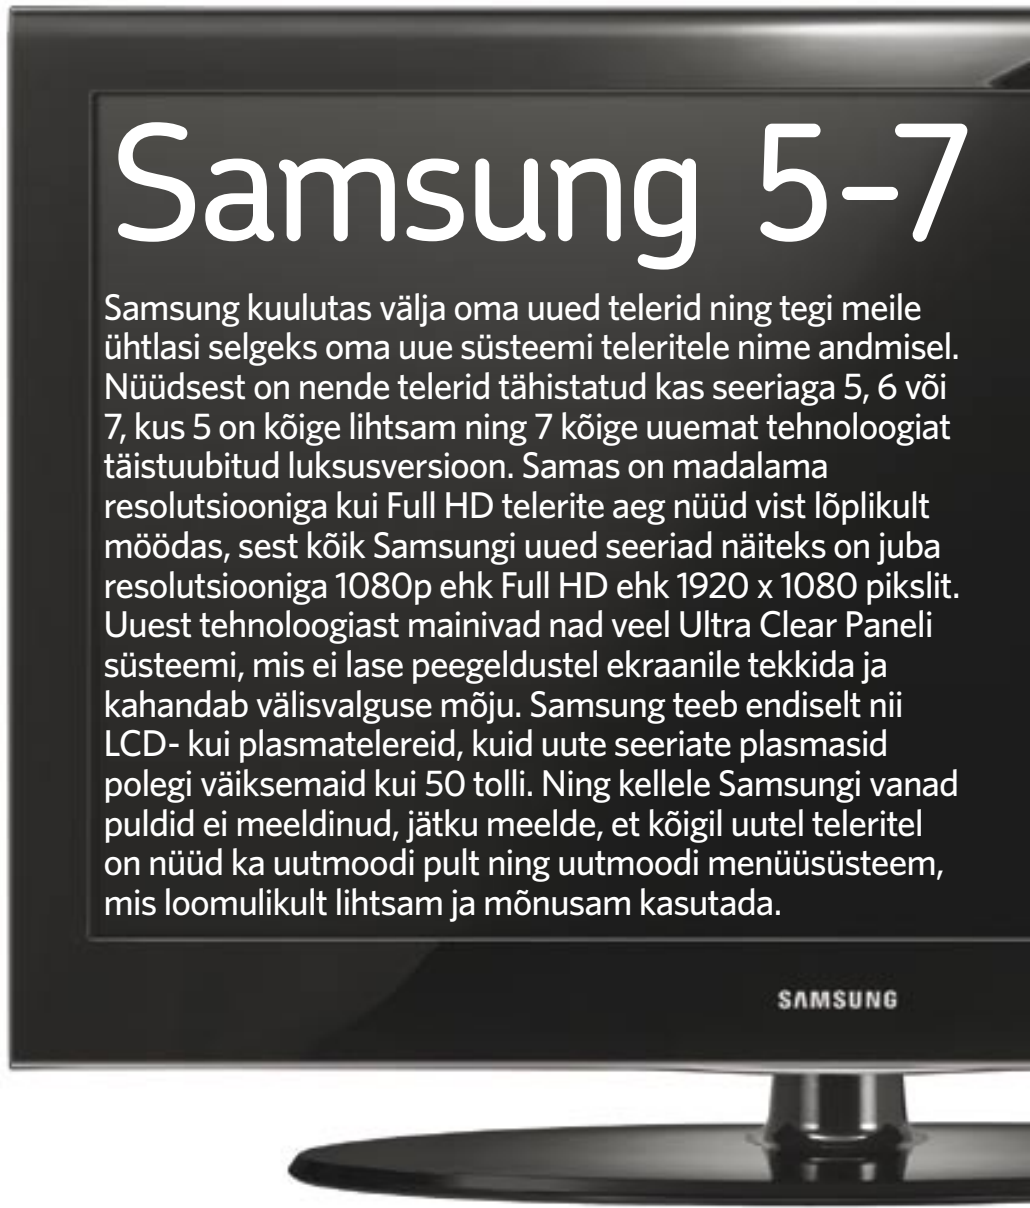 Samsung 5-7
Samsung kuulutas välja oma uued telerid ning tegi meile
ühtlasi selgeks oma uue süsteemi teleritele nime andmisel.
Nüüdsest on nende telerid tähistatud kas seeriaga 5, 6 või
7, kus 5 on kõige lihtsam ning 7 kõige uuemat tehnoloogiat
täistuubitud luksusversioon. Samas on madalama
resolutsiooniga kui Full HD telerite aeg nüüd vist lõplikult
möödas, sest kõik Samsungi uued seeriad näiteks on juba
resolutsiooniga 1080p ehk Full HD ehk 1920 x 1080 pikslit.
Uuest tehnoloogiast mainivad nad veel Ultra Clear Paneli
süsteemi, mis ei lase peegeldustel ekraanile tekkida ja
kahandab välisvalguse mõju. Samsung teeb endiselt nii
LCD- kui plasmatelereid, kuid uute seeriate plasmasid
polegi väiksemaid kui 50 tolli. Ning kellele Samsungi vanad
puldid ei meeldinud, jätku meelde, et kõigil uutel teleritel
on nüüd ka uutmoodi pult ning uutmoodi menüüsüsteem,
mis loomulikult lihtsam ja mõnusam kasutada.
SAMSUNG